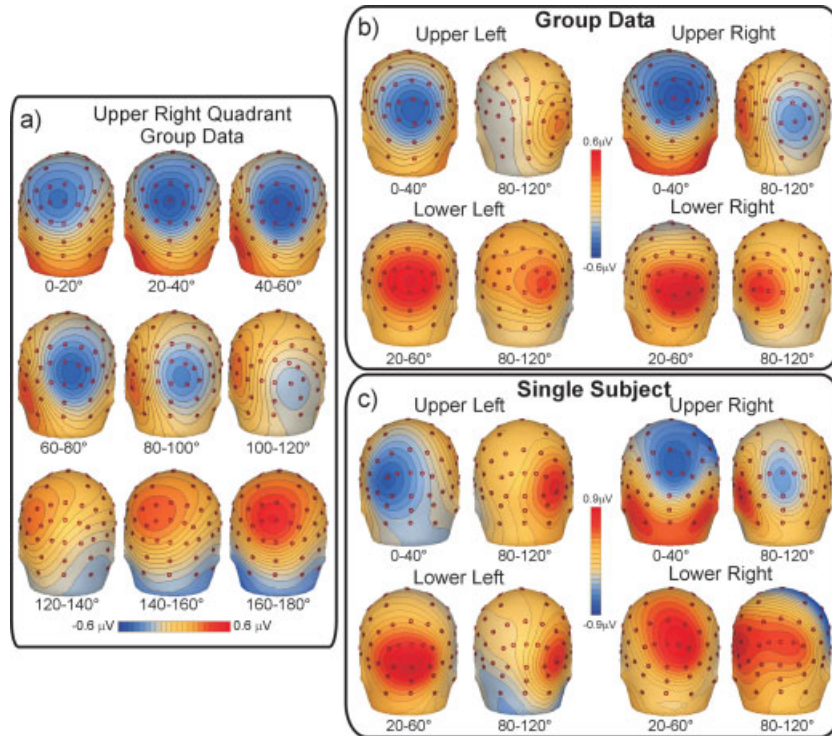 a)
Upper Right Quadrant
Group Data
0-20° 20-40° 40-60°
60-80° 80-100° 100-120°
120-140° 140-160° 160-180°
-0.6 µV 0.6 µV
b)
Group Data
Upper Left Upper Right
0.6µV
0-40° 80-120° 0-40° 80-120°
Lower Left Lower Right
-0.6µV
20-60° 80-120° 20-60° 80-120°
c)
Single Subject
Upper Left Upper Right
0.9µV
0-40° 80-120° 0-40° 80-120°
Lower Left Lower Right
-0.9µV
20-60° 80-120° 20-60° 80-120°